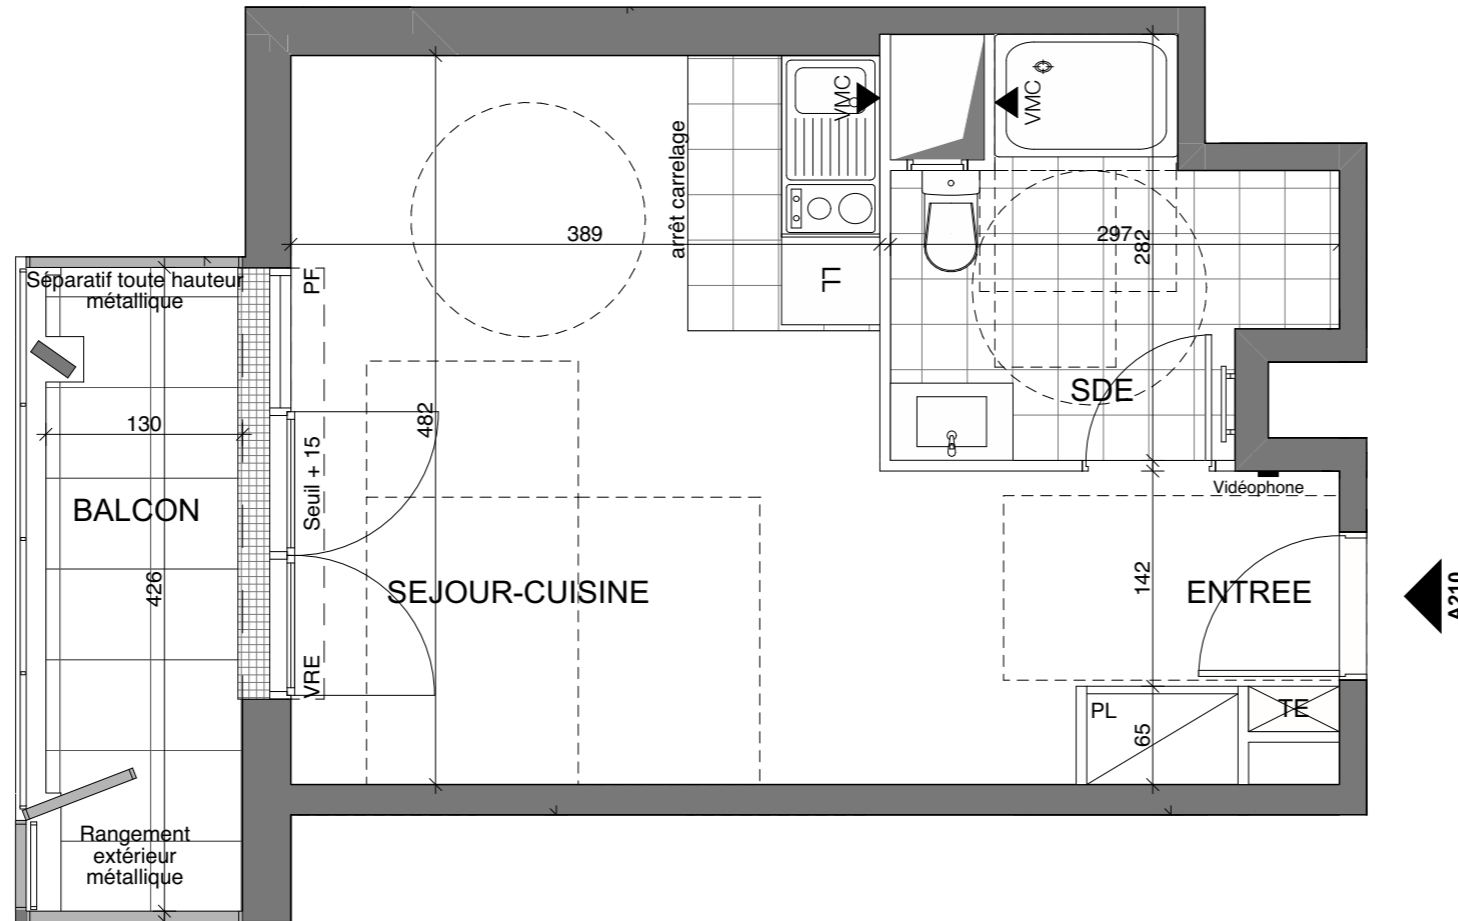 VMC
VMC
arrêt carrelage
389
297
282
Séparatif toute hauteur
métallique
PF
LL
SDE
130
482
Seuil + 15
BALCON
Vidéophone
426
SEJOUR-CUISINE
142
ENTREE
A210
VRE
PL
TE
65
Rangement
extérieur
métallique